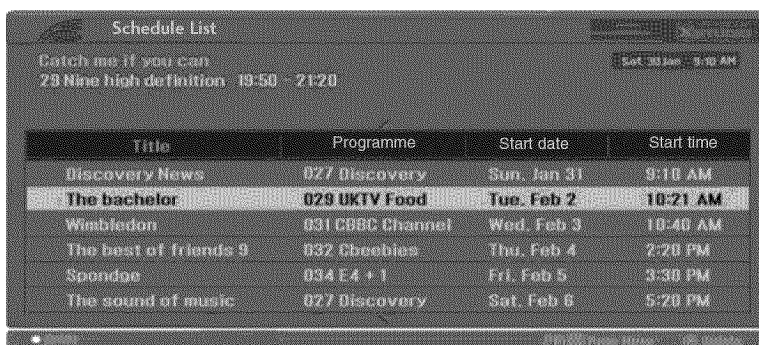 Schedule List
Catch me if you can
Sat 30 Jan 9:10 AM
29 Nine high definition 19:50 - 21:20
Title Programme Start date Start time
Discovery News 027 Discovery Sun. Jan 31 9:10 AM
The bachelor 029 UKTV Food Tue. Feb 2 10:21 AM
Wimbledon 031 CBBC Channel Wed. Feb 3 10:40 AM
The best of friends 9 032 Cbeebies Thu. Feb 4 2:20 PM
Spondge 034 E4 + 1 Fri. Feb 5 3:30 PM
The sound of music 027 Discovery Sat. Feb 6 5:20 PM
Delete